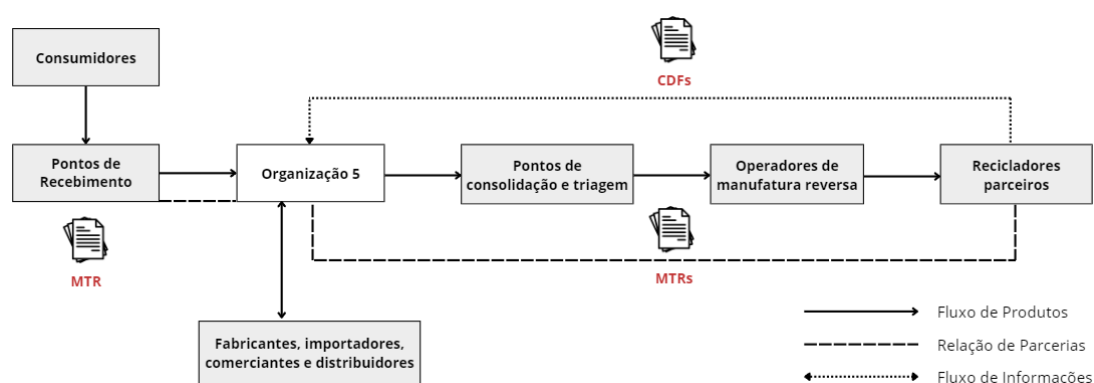 Consumidores
CDFs
Pontos de
Recebimento
Organização 5
Pontos de
consolidação e triagem
Operadores de
manufatura reversa
Recicladores
parceiros
MTR
MTRs
Fabricantes, importadores,
comerciantes e distribuidores
Fluxo de Produtos
Relação de Parcerias
Fluxo de Informações